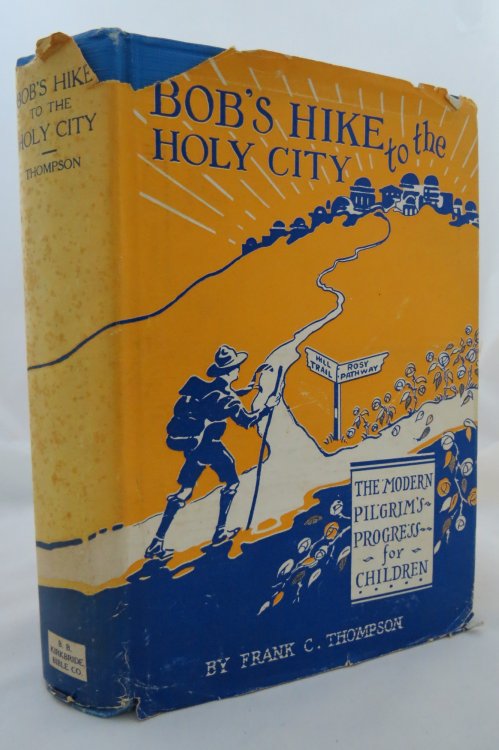 BOB'S HIKE
TO THE
HOLY CITY
THOMPSON
B. B.
KIRKBRIDE
BIBLE CO.
BOB'S HIKE to the
HOLY CITY
HILL
TRAIL
ROSY
PATHWAY
THE MODERN
PILGRIM'S
PROGRESS
for
CHILDREN
BY FRANK C. THOMPSON